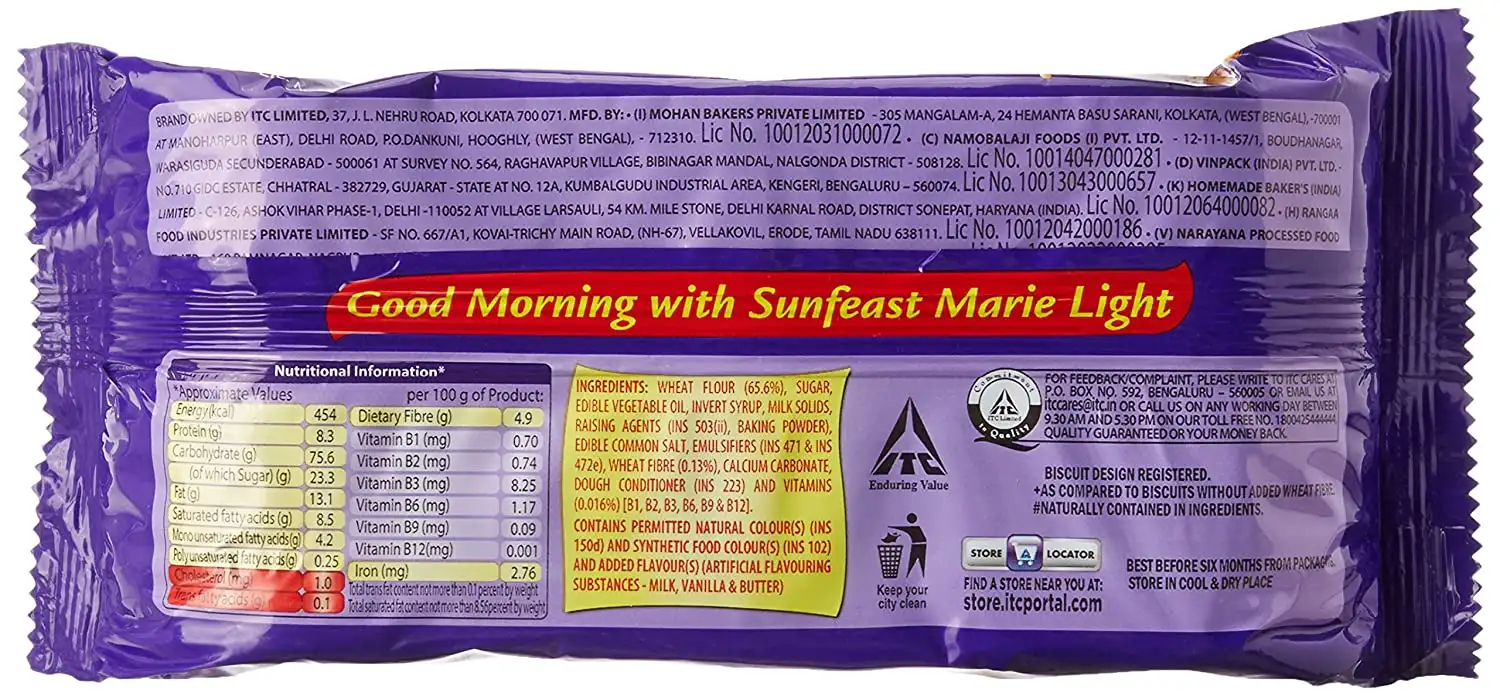 BRAND OWNED BY ITC LIMITED, 37, J. L. NEHRU ROAD, KOLKATA 700 071. MFD. BY: • (I) MOHAN BAKERS PRIVATE LIMITED - 305 MANGALAM-A, 24 HEMANTA BASU SARANI, KOLKATA, (WEST BENGAL),-700001
AT MANOHARPUR (EAST), DELHI ROAD, P.O.DANKUNI, HOOGHLY, (WEST BENGAL), - 712310. Lic No. 10012031000072 • (C) NAMOBALAJI FOODS (I) PVT. LTD. - 12-11-1457/1, BOUDHANAGAR,
WARASIGUDA SECUNDERABAD - 500061 AT SURVEY NO. 564, RAGHAVAPUR VILLAGE, BIBINAGAR MANDAL, NALGONDA DISTRICT - 508128. Lic No. 10014047000281 • (D) VINPACK (INDIA) PVT. LTD. -
NO. 710 GIDC ESTATE, CHHATRAL - 382729, GUJARAT - STATE AT NO. 12A, KUMBALGUDU INDUSTRIAL AREA, KENGERI, BENGALURU – 560074. Lic No. 10013043000657 • (K) HOMEMADE BAKER'S (INDIA)
LIMITED - C-126, ASHOK VIHAR PHASE-1, DELHI -110052 AT VILLAGE LARSAULI, 54 KM. MILE STONE, DELHI KARNAL ROAD, DISTRICT SONEPAT, HARYANA (INDIA). Lic No. 10012064000082 • (H) RANGAA
FOOD INDUSTRIES PRIVATE LIMITED - SF NO. 667/A1, KOVAI-TRICHY MAIN ROAD, (NH-67), VELLAKOVIL, ERODE, TAMIL NADU 638111. Lic No. 10012042000186 • (V) NARAYANA PROCESSED FOOD
Good Morning with Sunfeast Marie Light
Nutritional Information*
*Approximate Values per 100 g of Product:
Energy (kcal) 454
Protein (g) 8.3
Carbohydrate (g) 75.6
(of which Sugar) (g) 23.3
Fat (g) 13.1
Saturated fatty acids (g) 8.5
Mono unsaturated fatty acids (g) 4.2
Poly unsaturated fatty acids (g) 0.25
Cholesterol (mg) 1.0
Trans fatty acids (g) 0.1
Dietary Fibre (g) 4.9
Vitamin B1 (mg) 0.70
Vitamin B2 (mg) 0.74
Vitamin B3 (mg) 8.25
Vitamin B6 (mg) 1.17
Vitamin B9 (mg) 0.09
Vitamin B12(mg) 0.001
Iron (mg) 2.76
Total trans fat content not more than 0.1 percent by weight
Total saturated fat content not more than 8.56 percent by weight
INGREDIENTS: WHEAT FLOUR (65.6%), SUGAR,
EDIBLE VEGETABLE OIL, INVERT SYRUP, MILK SOLIDS,
RAISING AGENTS (INS 503(ii), BAKING POWDER),
EDIBLE COMMON SALT, EMULSIFIERS (INS 471 & INS
472e), WHEAT FIBRE (0.13%), CALCIUM CARBONATE,
DOUGH CONDITIONER (INS 223) AND VITAMINS
(0.016%) [B1, B2, B3, B6, B9 & B12].
CONTAINS PERMITTED NATURAL COLOUR(S) (INS
150d) AND SYNTHETIC FOOD COLOUR(S) (INS 102)
AND ADDED FLAVOUR(S) (ARTIFICIAL FLAVOURING
SUBSTANCES - MILK, VANILLA & BUTTER)
ITC
Enduring Value
Keep your
city clean
Commitment
ITC Limited
to Quality
FOR FEEDBACK/COMPLAINT, PLEASE WRITE TO ITC CARES AT
P.O. BOX NO. 592, BENGALURU – 560005 OR EMAIL US AT
itccares@itc.in OR CALL US ON ANY WORKING DAY BETWEEN
9.30 AM AND 5.30 PM ON OUR TOLL FREE NO. 1800425444444.
QUALITY GUARANTEED OR YOUR MONEY BACK.
BISCUIT DESIGN REGISTERED.
+AS COMPARED TO BISCUITS WITHOUT ADDED WHEAT FIBRE.
#NATURALLY CONTAINED IN INGREDIENTS.
STORE LOCATOR
FIND A STORE NEAR YOU AT:
store.itcportal.com
BEST BEFORE SIX MONTHS FROM
STORE IN COOL & DRY PLACE